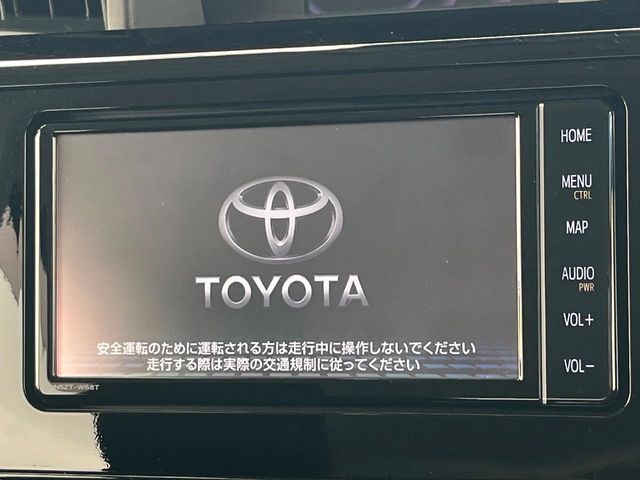 TOYOTA
安全運転のために運転される方は走行中に操作しないでください
走行する際は実際の交通規制に従ってください
NSZT-W68T
HOME
MENU
CTRL
MAP
AUDIO
PWR
VOL+
VOL−